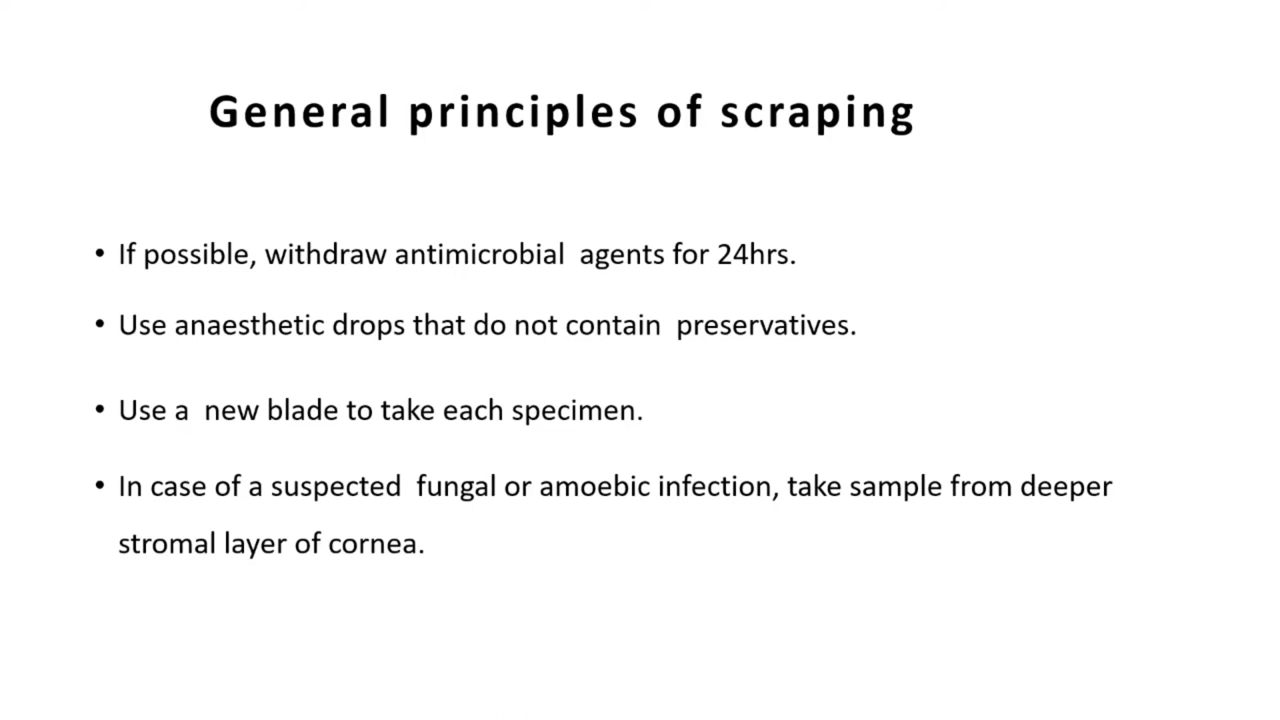 General principles of scraping
• If possible, withdraw antimicrobial agents for 24hrs.
• Use anaesthetic drops that do not contain preservatives.
• Use a new blade to take each specimen.
• In case of a suspected fungal or amoebic infection, take sample from deeper
stromal layer of cornea.